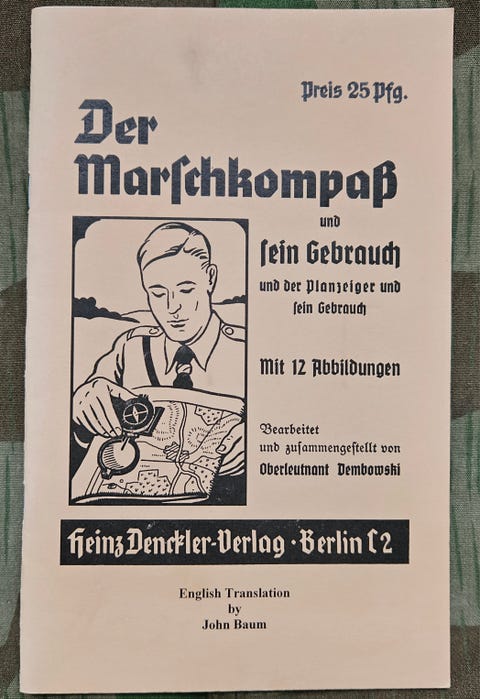 Preis 25 Pfg.
Der
Marſchkompaß
und
ſein Gebrauch
und der Planzeiger und
ſein Gebrauch
Mit 12 Abbildungen
Bearbeitet
und zuſammengeſtellt von
Oberleutnant Dembowski
Heinz Denckler-Verlag · Berlin C 2
English Translation
by
John Baum